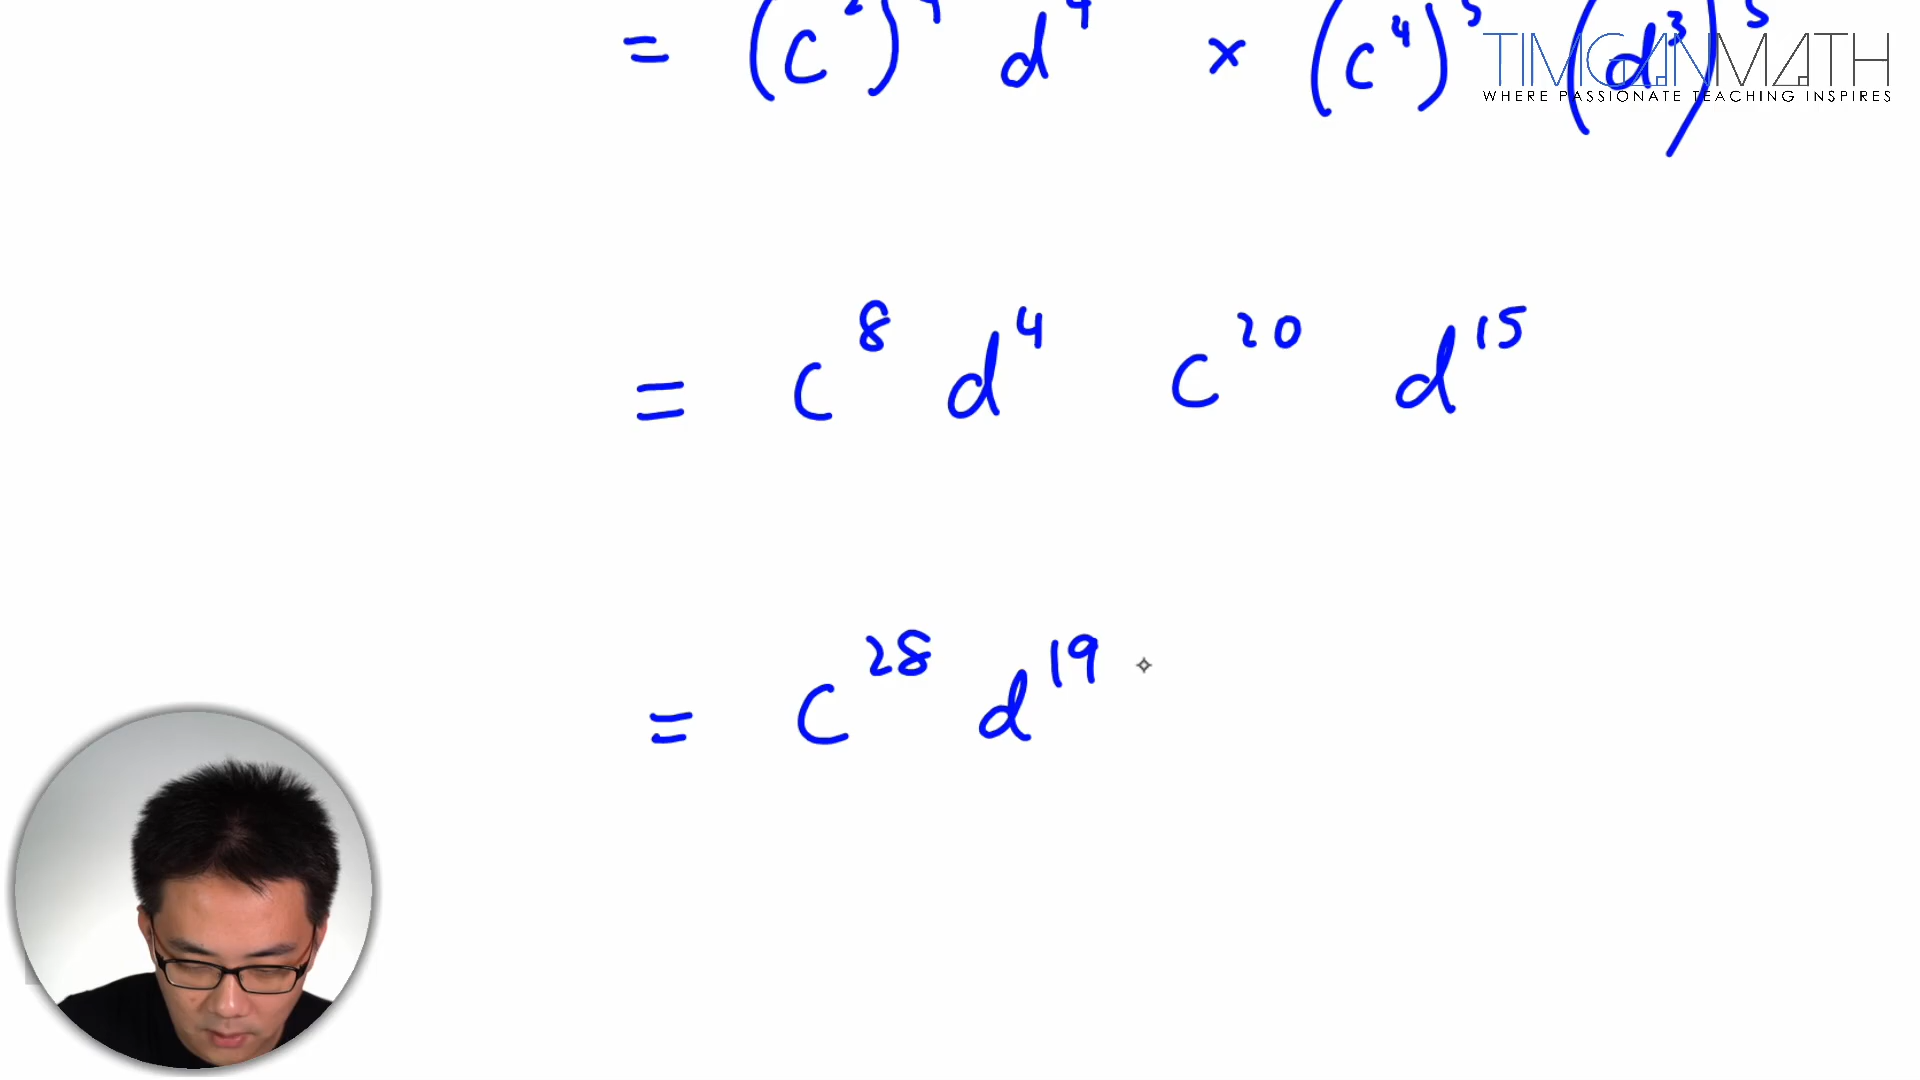 = (c²)⁴ d⁴ × (c⁴)⁵ (d³)⁵
TIMGANMATH
WHERE PASSIONATE TEACHING INSPIRES
= c⁸ d⁴ c²⁰ d¹⁵
= c²⁸ d¹⁹